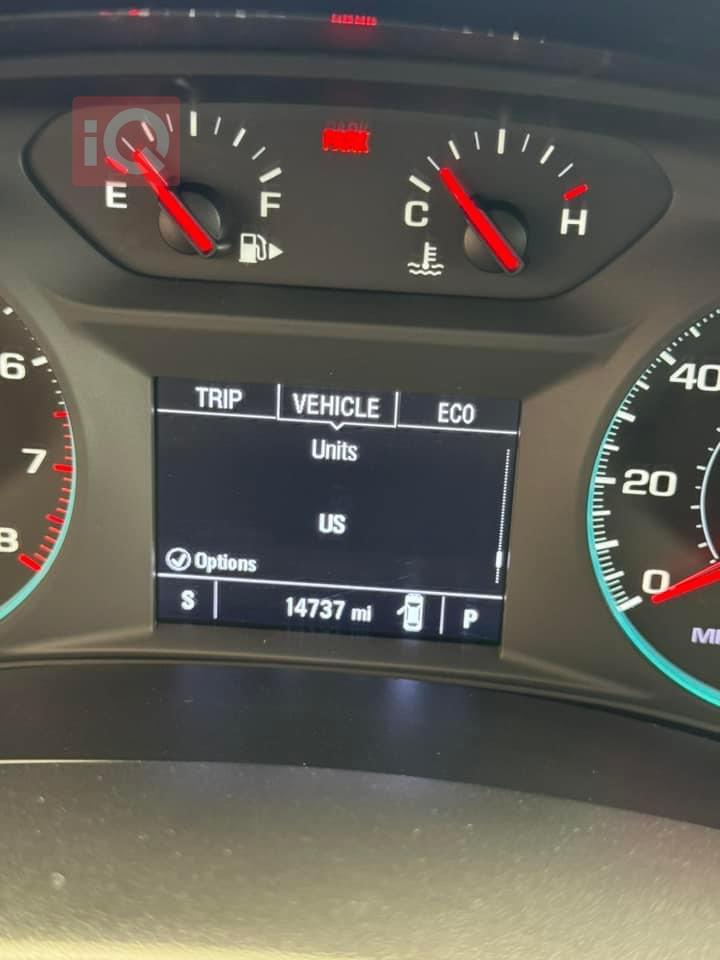 iQ
PARK
E
F
C
H
6
7
8
40
20
0
TRIP VEHICLE ECO
Units
US
Options
S 14737 mi P